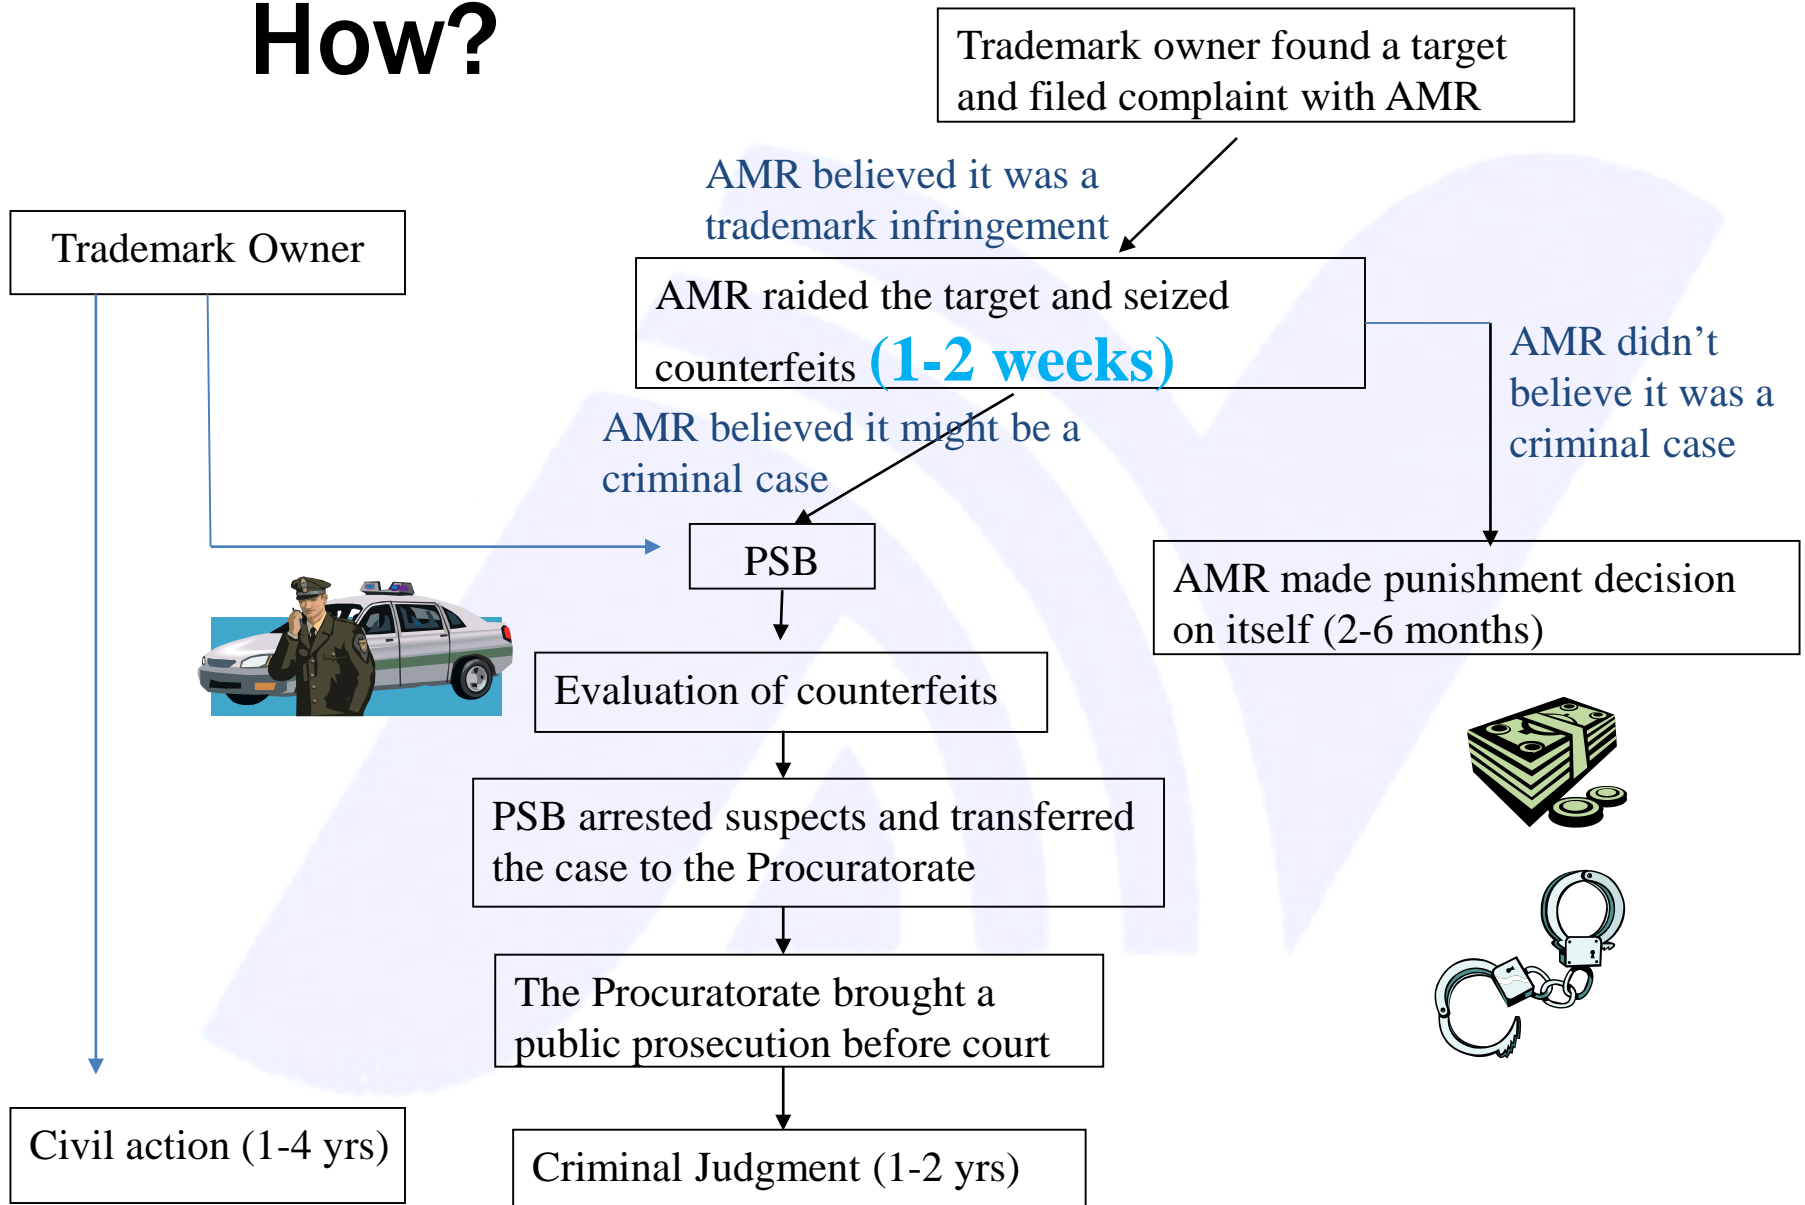 How?
Trademark owner found a target
and filed complaint with AMR
AMR believed it was a
trademark infringement
Trademark Owner
AMR raided the target and seized
counterfeits (1-2 weeks)
AMR didn’t
believe it was a
criminal case
AMR believed it might be a
criminal case
PSB
AMR made punishment decision
on itself (2-6 months)
Evaluation of counterfeits
PSB arrested suspects and transferred
the case to the Procuratorate
The Procuratorate brought a
public prosecution before court
Civil action (1-4 yrs)
Criminal Judgment (1-2 yrs)